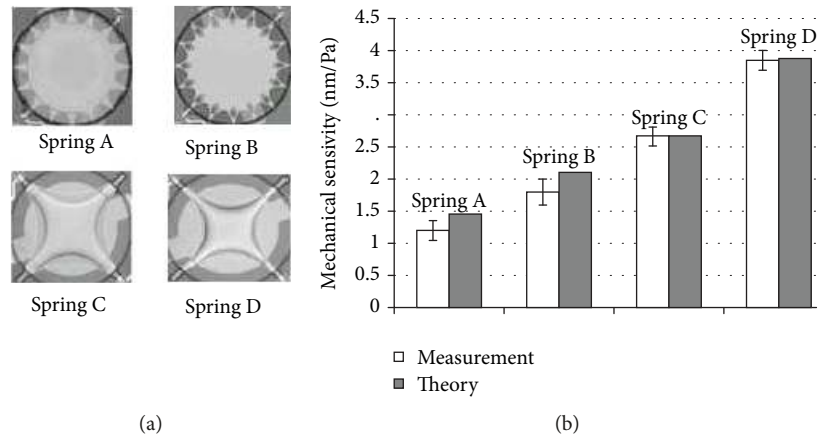 Spring A
Spring B
Spring C
Spring D
(a)
Mechanical sensivity (nm/Pa)
4.5
4
3.5
3
2.5
2
1.5
1
0.5
0
Spring A
Spring B
Spring C
Spring D
Measurement
Theory
(b)